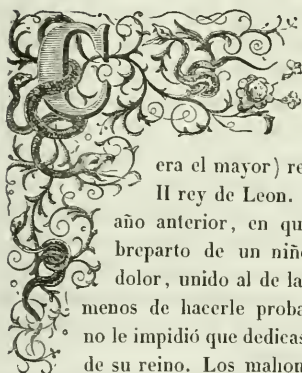 era el mayor) re
II rey de Leon.
año anterior, en qu
breparto de un niñ
dolor, unido al de la
menos de hacerle proba
no le impidió que dedicas
de su reino. Los mahom